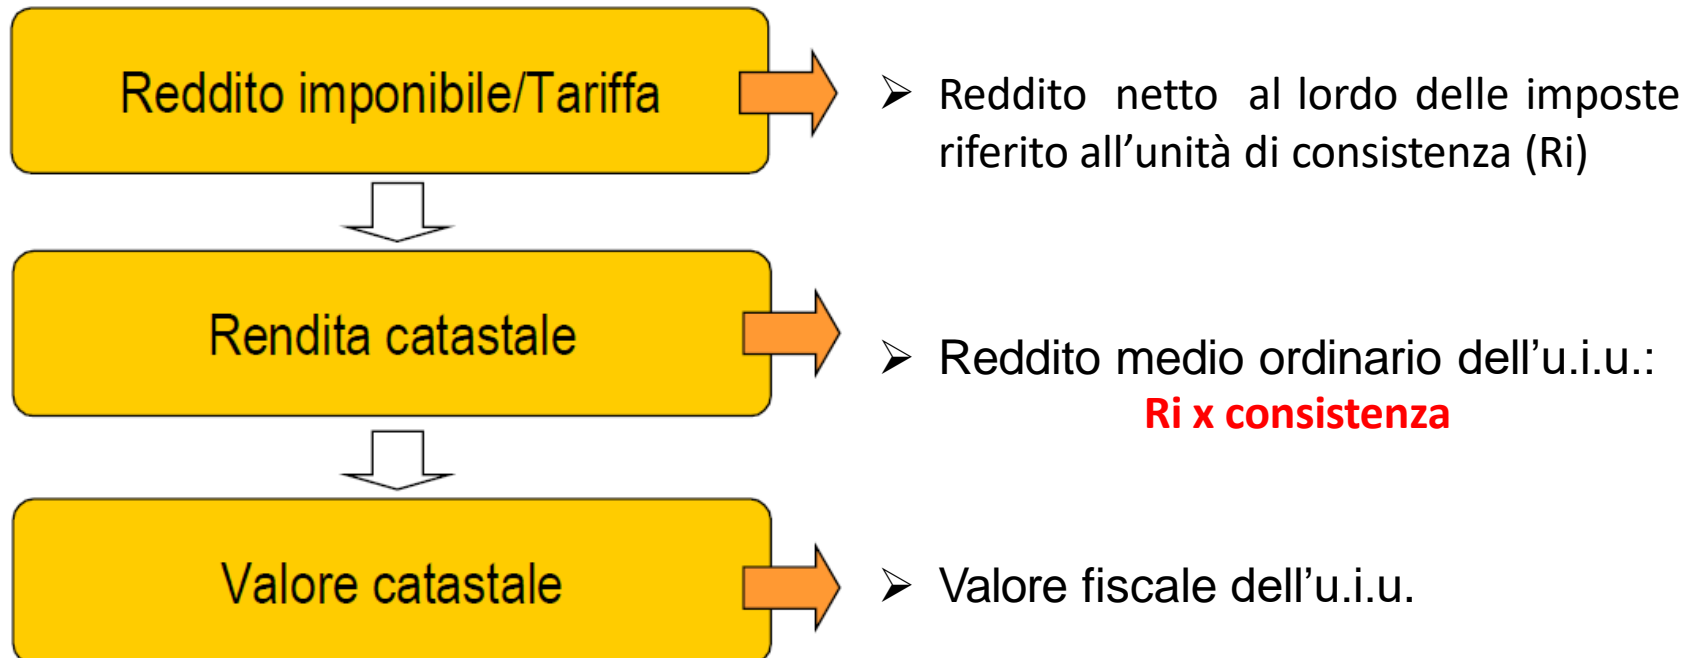 Reddito imponibile/Tariffa
➢ Reddito netto al lordo delle imposte
riferito all’unità di consistenza (Ri)
Rendita catastale
➢ Reddito medio ordinario dell’u.i.u.:
Ri x consistenza
Valore catastale
➢ Valore fiscale dell’u.i.u.